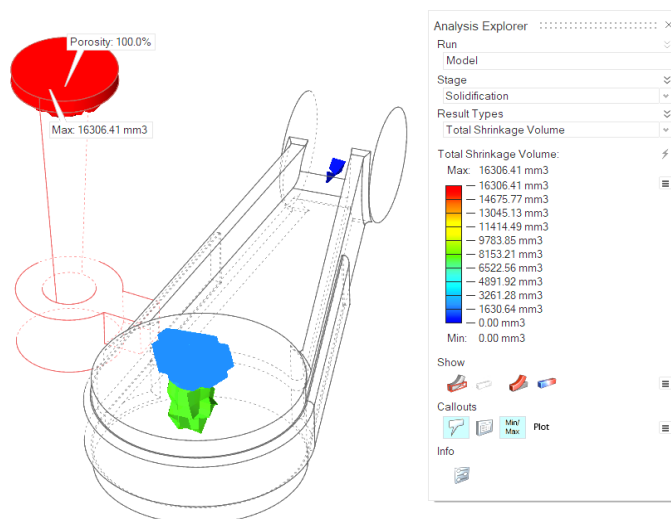 Porosity: 100.0%
Max: 16306.41 mm3
Analysis Explorer
Run
Model
Stage
Solidification
Result Types
Total Shrinkage Volume
Total Shrinkage Volume:
Max: 16306.41 mm3
16306.41 mm3
14675.77 mm3
13045.13 mm3
11414.49 mm3
9783.85 mm3
8153.21 mm3
6522.56 mm3
4891.92 mm3
3261.28 mm3
1630.64 mm3
0.00 mm3
Min: 0.00 mm3
Show
Callouts
Min/
Max
Plot
Info